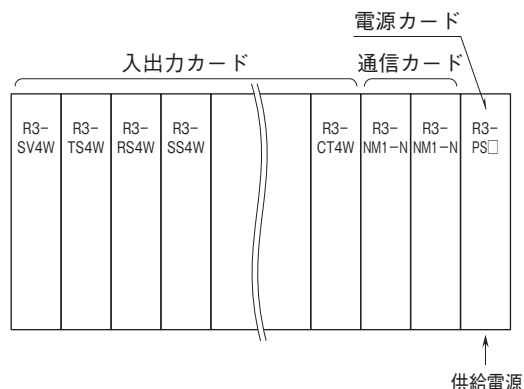 電源カード
入出力カード 通信カード
R3- R3- R3- R3- R3- R3- R3- R3-
SV4W TS4W RS4W SS4W CT4W NM1-N NM1-N PS□
供給電源